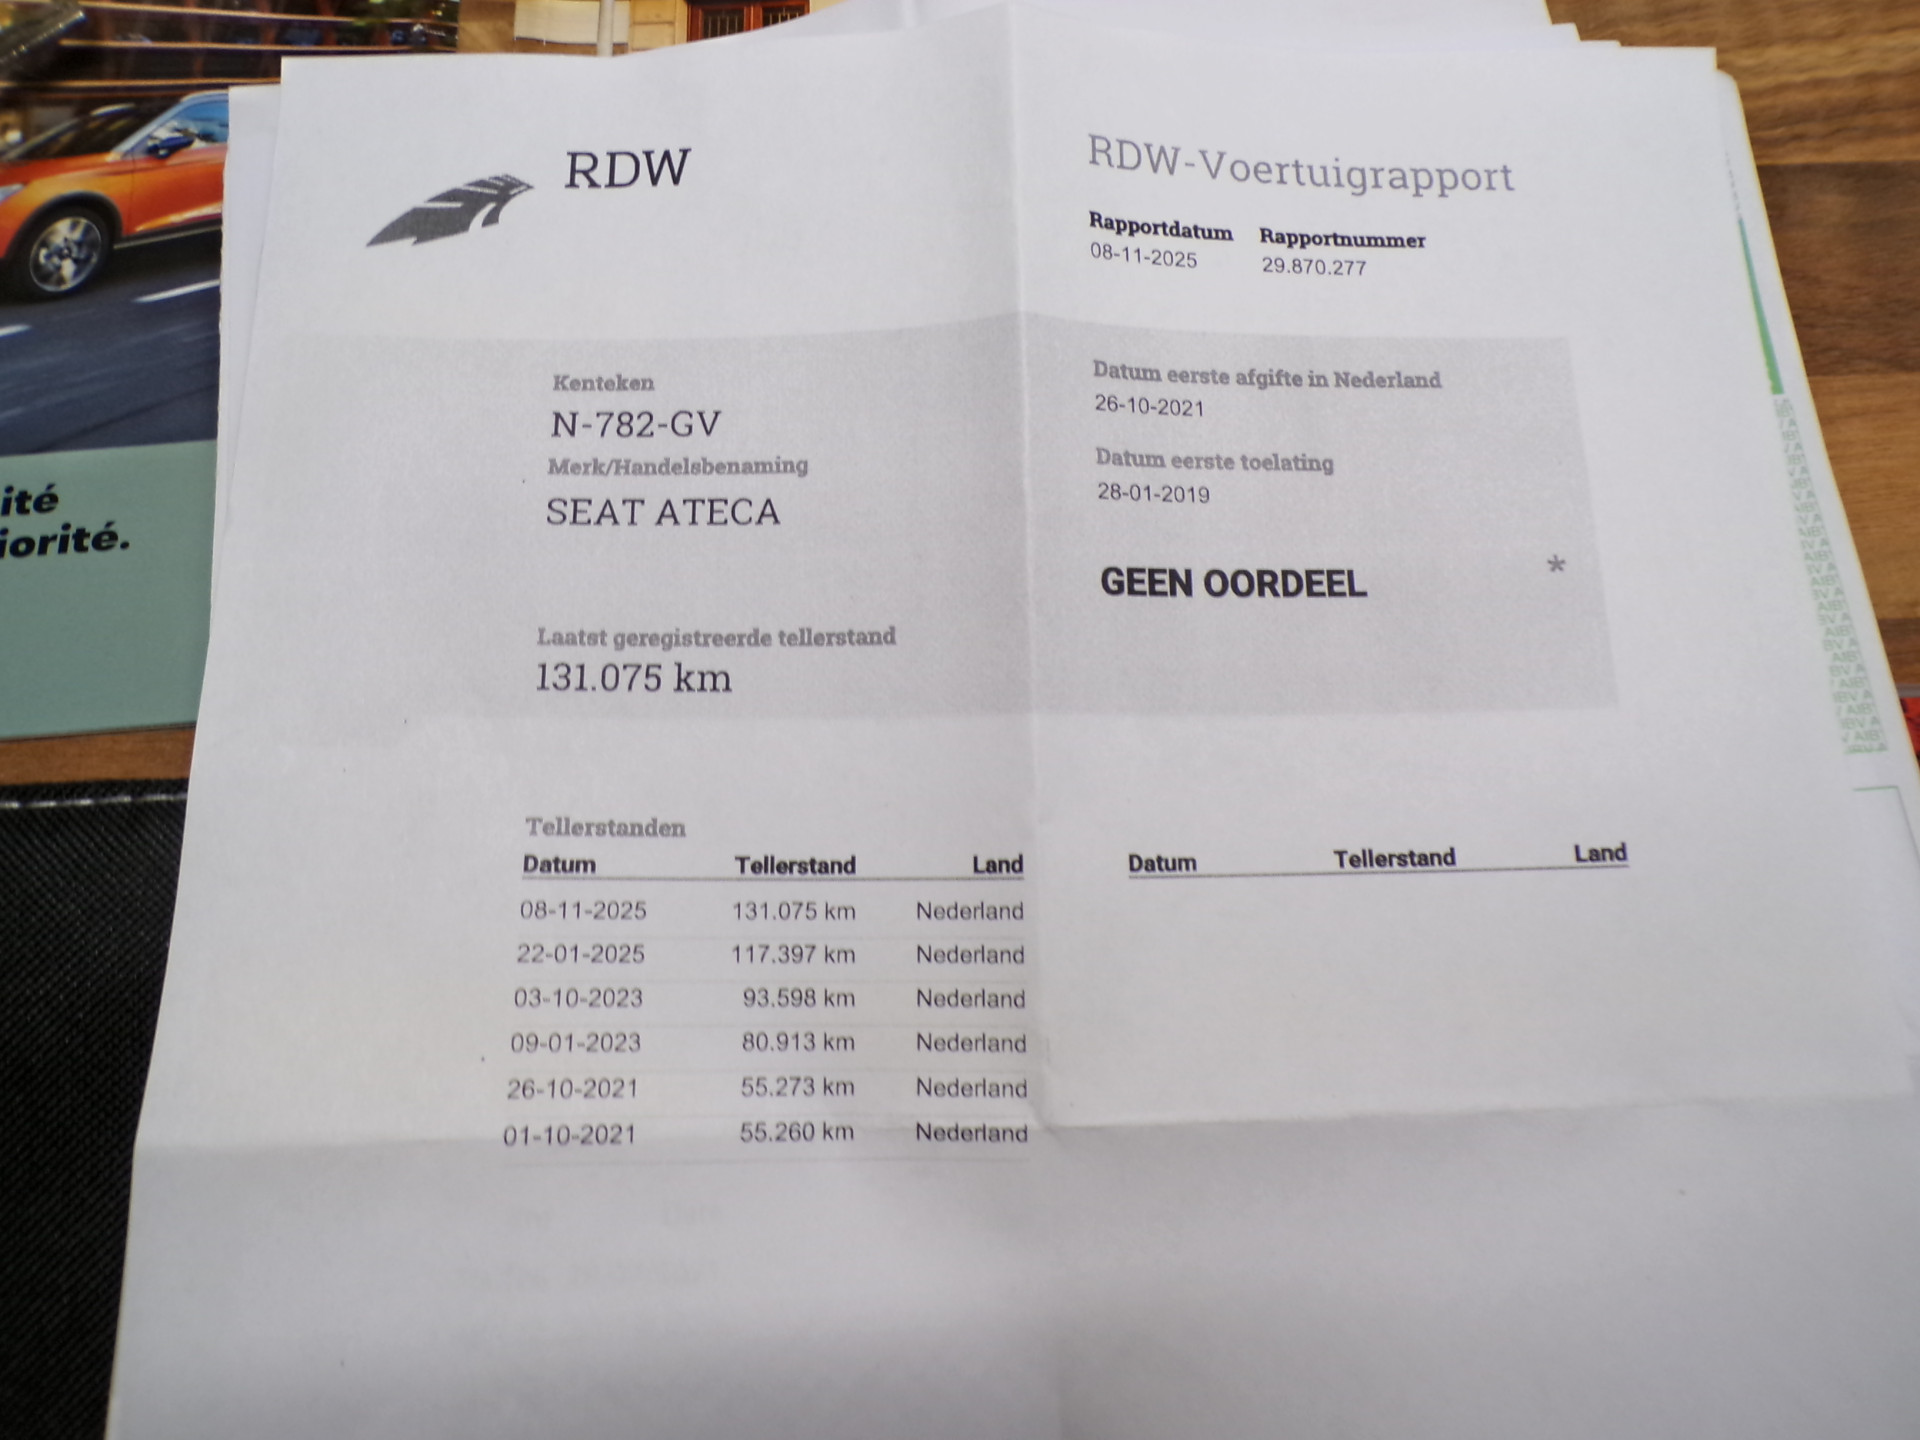 RDW
RDW-Voertuigrapport
Rapportdatum Rapportnummer
08-11-2025 29.870.277
Kenteken
N-782-GV
Merk/Handelsbenaming
SEAT ATECA
Laatst geregistreerde tellerstand
131.075 km
Datum eerste afgifte in Nederland
26-10-2021
Datum eerste toelating
28-01-2019
GEEN OORDEEL *
Tellerstanden
Datum Tellerstand Land
08-11-2025 131.075 km Nederland
22-01-2025 117.397 km Nederland
03-10-2023 93.598 km Nederland
09-01-2023 80.913 km Nederland
26-10-2021 55.273 km Nederland
01-10-2021 55.260 km Nederland
Datum Tellerstand Land
ité
iorité.